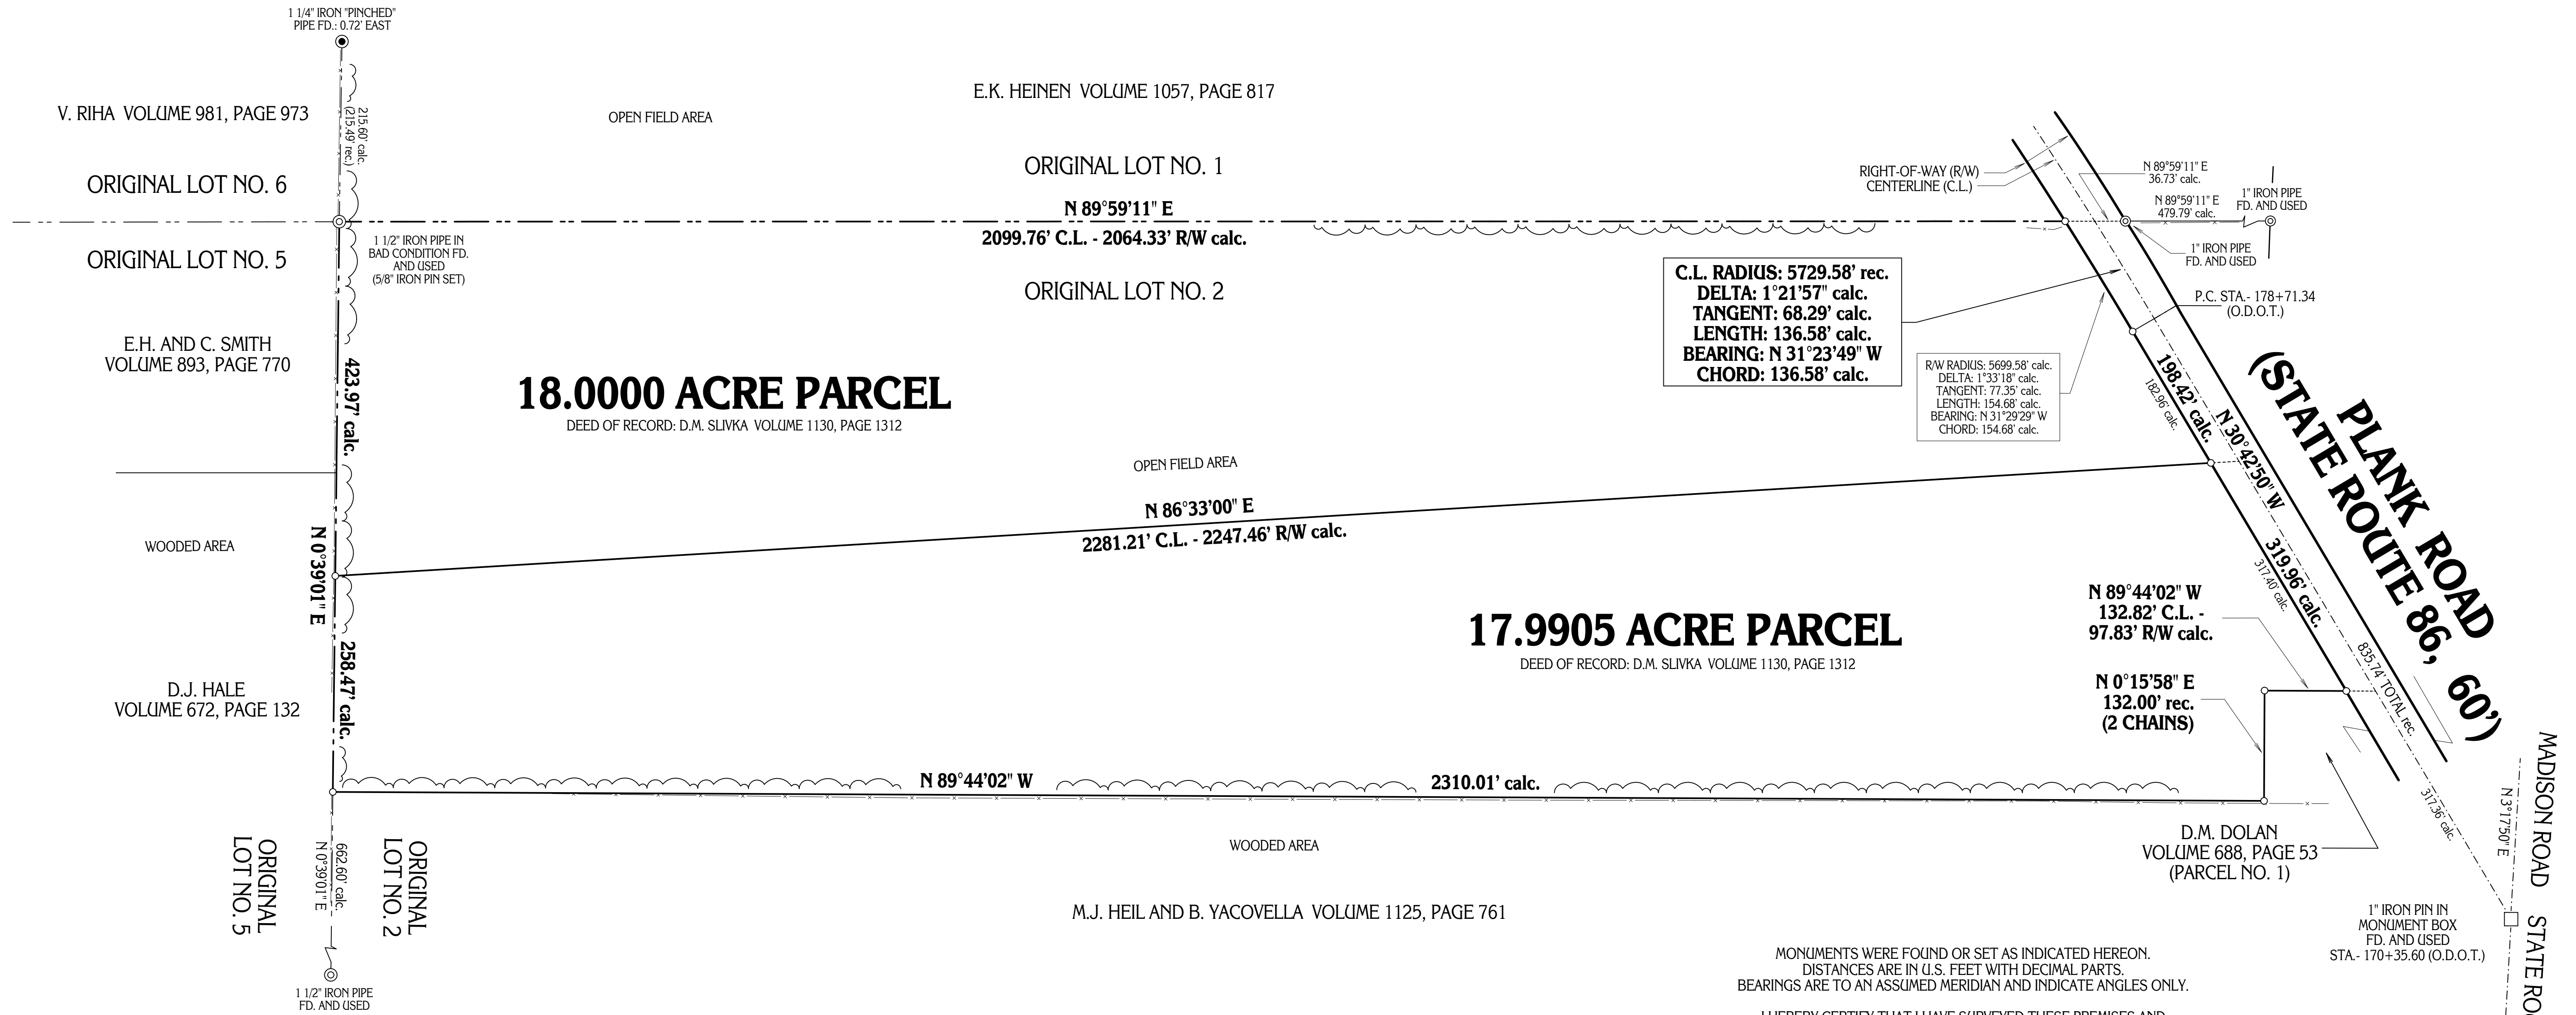 1 1/4" IRON "PINCHED"
PIPE FD.: 0.72' EAST
V. RIHA VOLUME 981, PAGE 973
215.60' calc.
(215.49' rec.)
OPEN FIELD AREA
E.K. HEINEN VOLUME 1057, PAGE 817
ORIGINAL LOT NO. 6
ORIGINAL LOT NO. 1
N 89°59'11" E
2099.76' C.L. - 2064.33' R/W calc.
RIGHT-OF-WAY (R/W)
CENTERLINE (C.L.)
N 89°59'11" E
36.73' calc.
N 89°59'11" E
479.79' calc.
1" IRON PIPE
FD. AND USED
1" IRON PIPE
FD. AND USED
ORIGINAL LOT NO. 5
1 1/2" IRON PIPE IN
BAD CONDITION FD.
AND USED
(5/8" IRON PIN SET)
ORIGINAL LOT NO. 2
C.L. RADIUS: 5729.58' rec.
DELTA: 1°21'57" calc.
TANGENT: 68.29' calc.
LENGTH: 136.58' calc.
BEARING: N 31°23'49" W
CHORD: 136.58' calc.
P.C. STA.- 178+71.34
(O.D.O.T.)
E.H. AND C. SMITH
VOLUME 893, PAGE 770
423.97' calc.
18.0000 ACRE PARCEL
DEED OF RECORD: D.M. SLIVKA VOLUME 1130, PAGE 1312
R/W RADIUS: 5699.58' calc.
DELTA: 1°33'18" calc.
TANGENT: 77.35' calc.
LENGTH: 154.68' calc.
BEARING: N 31°29'29" W
CHORD: 154.68' calc.
198.42' calc.
182.96' calc.
N 30°42'50" W
PLANK ROAD
(STATE ROUTE 86, 60')
OPEN FIELD AREA
N 86°33'00" E
2281.21' C.L. - 2247.46' R/W calc.
WOODED AREA
N 0°39'01" E
319.96' calc.
317.40' calc.
N 89°44'02" W
132.82' C.L. -
97.83' R/W calc.
17.9905 ACRE PARCEL
DEED OF RECORD: D.M. SLIVKA VOLUME 1130, PAGE 1312
835.74' TOTAL rec.
D.J. HALE
VOLUME 672, PAGE 132
258.47' calc.
N 0°15'58" E
132.00' rec.
(2 CHAINS)
N 89°44'02" W
2310.01' calc.
317.36' calc.
N 3°17'50" E
MADISON ROAD STATE RO
ORIGINAL
LOT NO. 5
662.60' calc.
N 0°39'01" E
ORIGINAL
LOT NO. 2
WOODED AREA
D.M. DOLAN
VOLUME 688, PAGE 53
(PARCEL NO. 1)
M.J. HEIL AND B. YACOVELLA VOLUME 1125, PAGE 761
1" IRON PIN IN
MONUMENT BOX
FD. AND USED
STA.- 170+35.60 (O.D.O.T.)
1 1/2" IRON PIPE
FD. AND USED
MONUMENTS WERE FOUND OR SET AS INDICATED HEREON.
DISTANCES ARE IN U.S. FEET WITH DECIMAL PARTS.
BEARINGS ARE TO AN ASSUMED MERIDIAN AND INDICATE ANGLES ONLY.
I HEREBY CERTIFY THAT I HAVE SURVEYED THESE PREMISES AND